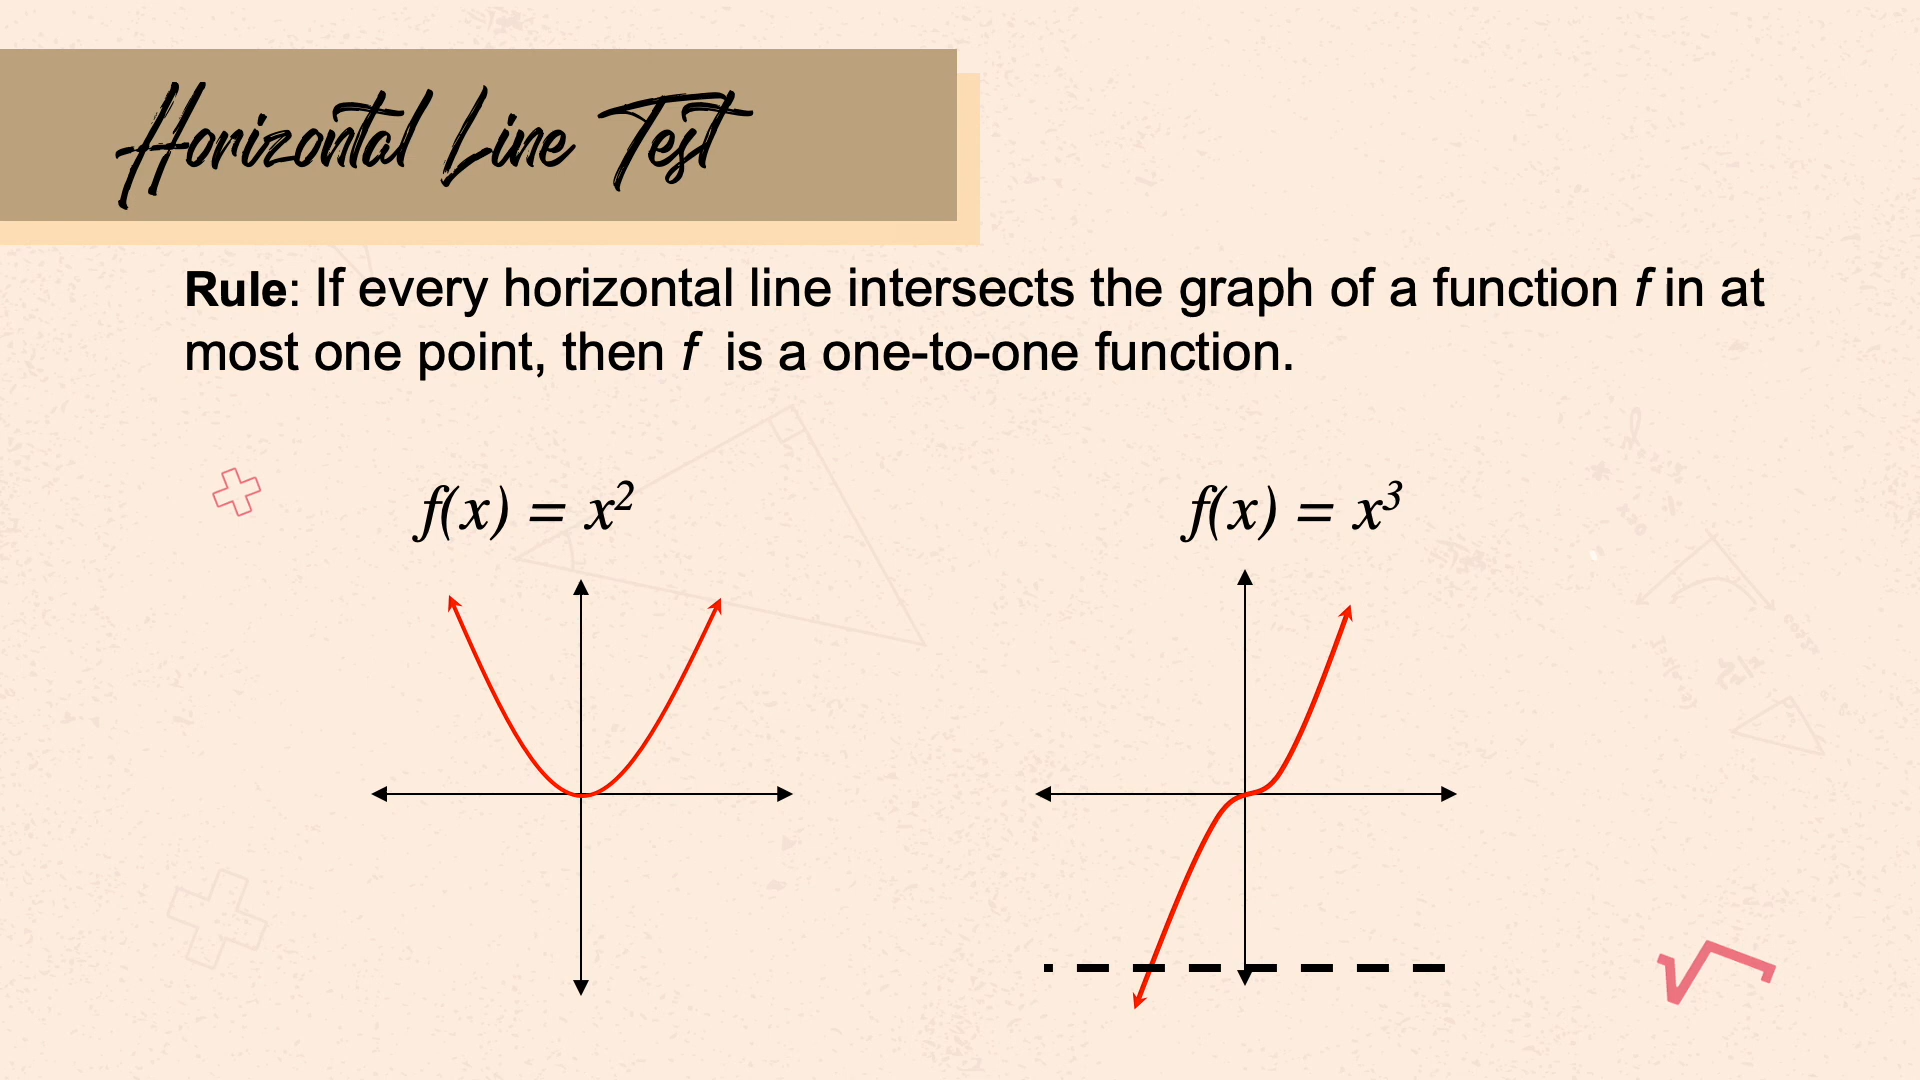 Horizontal Line Test
Rule: If every horizontal line intersects the graph of a function f in at
most one point, then f is a one-to-one function.
f(x) = x²
f(x) = x³